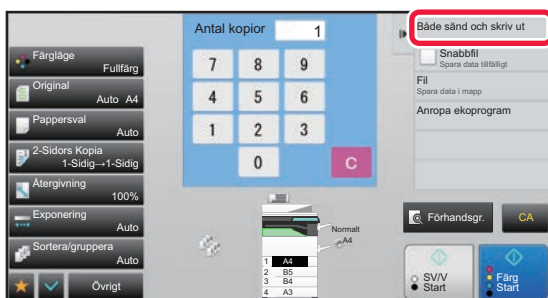 Färgläge
Fullfärg
Original
Auto A4
Pappersval
Auto
2-Sidors Kopia
1-Sidig→1-Sidig
Återgivning
100%
Exponering
Auto
Sortera/gruppera
Auto
Övrigt
Antal kopior 1
7 8 9
4 5 6
1 2 3
0 C
Normalt
A4
1 A4
2 B5
3 B4
4 A3
Både sänd och skriv ut
Snabbfil
Spara data tillfälligt
Fil
Spara data i mapp
Anropa ekoprogram
Förhandsgr.
CA
SV/V
Start
Färg
Start